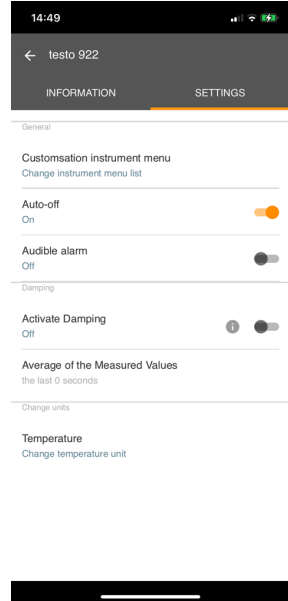 14:49
testo 922
INFORMATION
SETTINGS
General
Customsation instrument menu
Change instrument menu list
Auto-off
On
Audible alarm
Off
Damping
Activate Damping
Off
Average of the Measured Values
the last 0 seconds
Change units
Temperature
Change temperature unit